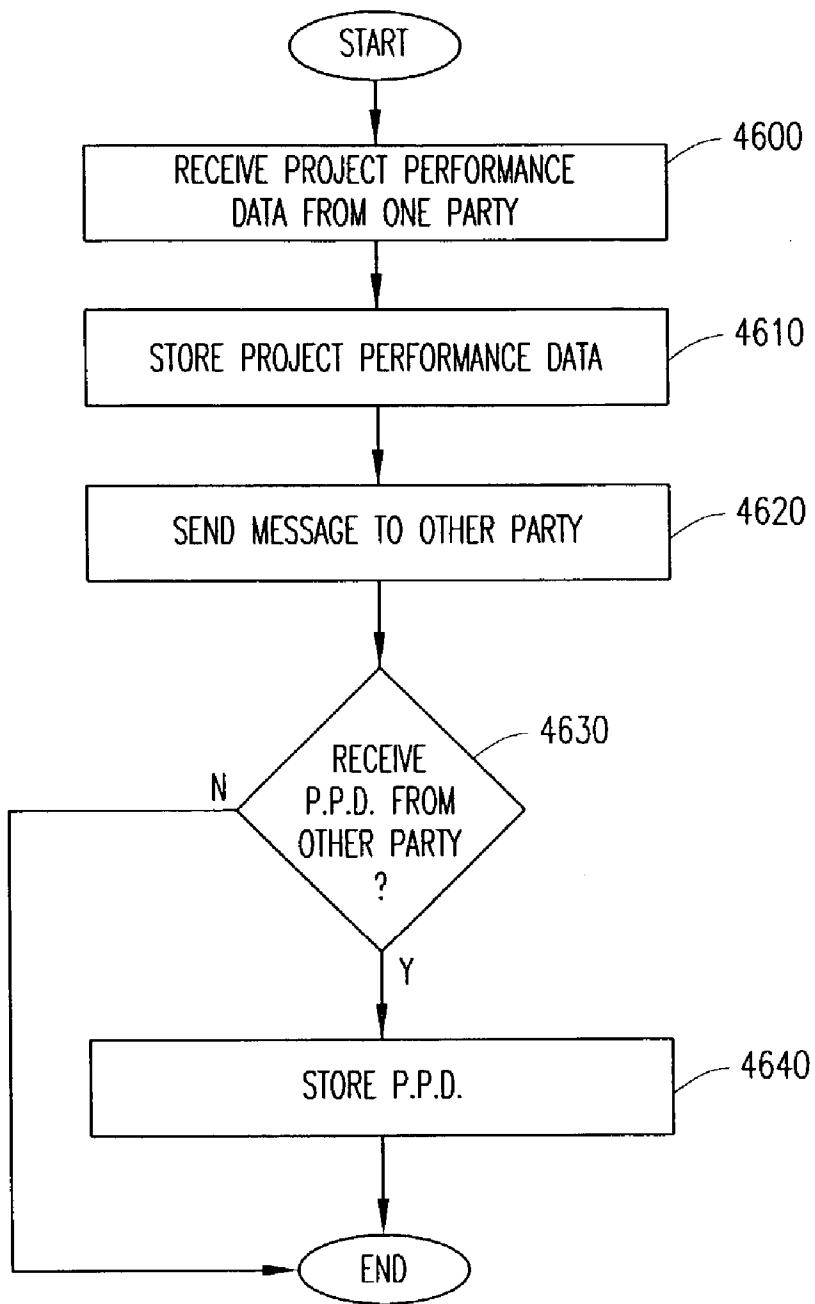 START
4600
RECEIVE PROJECT PERFORMANCE
DATA FROM ONE PARTY
4610
STORE PROJECT PERFORMANCE DATA
4620
SEND MESSAGE TO OTHER PARTY
4630
RECEIVE
P.P.D. FROM
OTHER PARTY
?
N
Y
4640
STORE P.P.D.
END